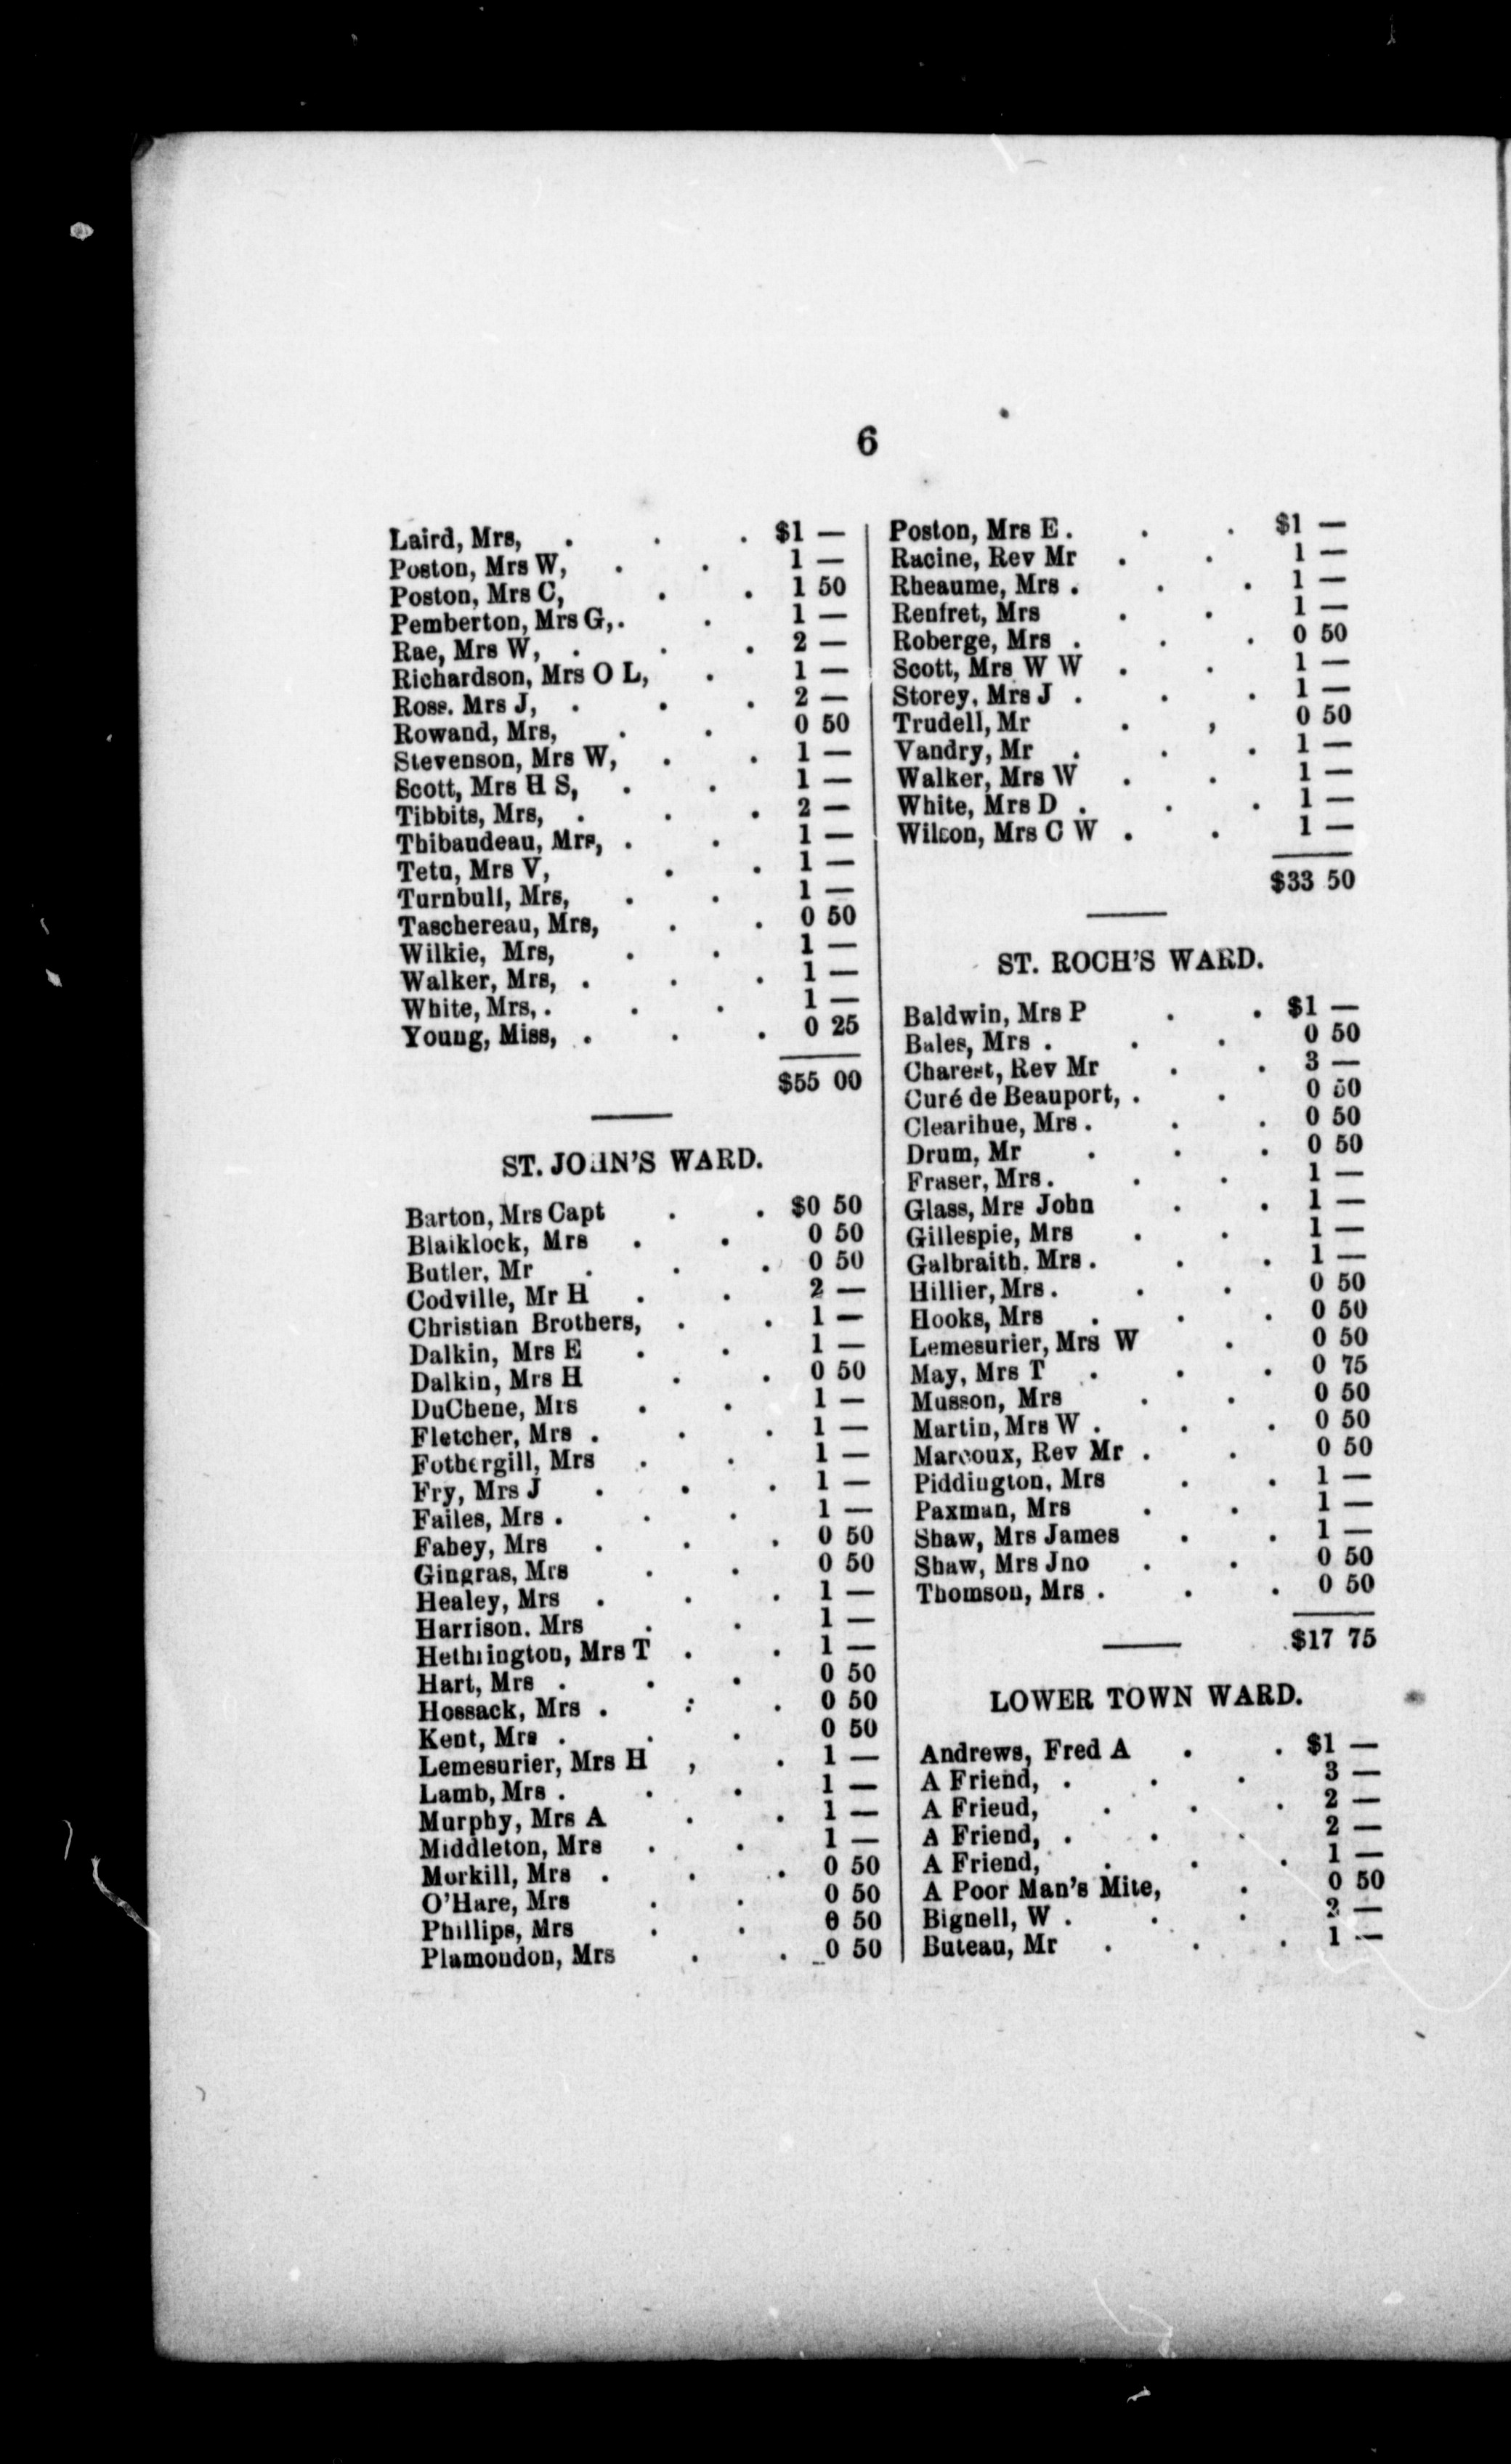 6
Laird, Mrs, . . . $1 —
Poston, Mrs W, . . 1 —
Poston, Mrs C, . . 1 50
Pemberton, Mrs G,. . 1 —
Rae, Mrs W, . . . 2 —
Richardson, Mrs O L, . 1 —
Ross. Mrs J, . . . 2 —
Rowand, Mrs, . . 0 50
Stevenson, Mrs W, . . 1 —
Scott, Mrs H S, . . 1 —
Tibbits, Mrs, . . . 2 —
Thibaudeau, Mrs, . . 1 —
Tetu, Mrs V, . . 1 —
Turnbull, Mrs, . . 1 —
Taschereau, Mrs, . . 0 50
Wilkie, Mrs, . . 1 —
Walker, Mrs, . . . 1 —
White, Mrs, . . . 1 —
Young, Miss, . . . 0 25
$55 00
ST. JOHN'S WARD.
Barton, Mrs Capt . . $0 50
Blaiklock, Mrs . . 0 50
Butler, Mr . . . 0 50
Codville, Mr H . . 2 —
Christian Brothers, . . 1 —
Dalkin, Mrs E . . 1 —
Dalkin, Mrs H . . 0 50
DuChene, Mrs . . 1 —
Fletcher, Mrs . . . 1 —
Fothergill, Mrs . . 1 —
Fry, Mrs J . . . 1 —
Failes, Mrs . . . 1 —
Fahey, Mrs . . . 0 50
Gingras, Mrs . . 0 50
Healey, Mrs . . . 1 —
Harrison. Mrs . . 1 —
Hethrington, Mrs T . . 1 —
Hart, Mrs . . . 0 50
Hossack, Mrs . : . 0 50
Kent, Mrs . . . 0 50
Lemesurier, Mrs H , . 1 —
Lamb, Mrs . . . 1 —
Murphy, Mrs A . . 1 —
Middleton, Mrs . . 1 —
Morkill, Mrs . . . 0 50
O'Hare, Mrs . . 0 50
Phillips, Mrs . . 0 50
Plamondon, Mrs . . 0 50
Poston, Mrs E . . . $1 —
Racine, Rev Mr . . 1 —
Rheaume, Mrs . . . 1 —
Renfret, Mrs . . 1 —
Roberge, Mrs . . . 0 50
Scott, Mrs W W . . 1 —
Storey, Mrs J . . . 1 —
Trudell, Mr . , 0 50
Vandry, Mr . . . 1 —
Walker, Mrs W . . 1 —
White, Mrs D . . . 1 —
Wilson, Mrs C W . . 1 —
$33 50
ST. ROCH'S WARD.
Baldwin, Mrs P . . $1 —
Bales, Mrs . . . 0 50
Charest, Rev Mr . . 3 —
Curé de Beauport, . . 0 50
Clearihue, Mrs . . . 0 50
Drum, Mr . . . 0 50
Fraser, Mrs . . . 1 —
Glass, Mrs John . . 1 —
Gillespie, Mrs . . 1 —
Galbraith. Mrs . . . 1 —
Hillier, Mrs . . . 0 50
Hooks, Mrs . . . 0 50
Lemesurier, Mrs W . 0 50
May, Mrs T . . . 0 75
Musson, Mrs . . 0 50
Martin, Mrs W . . . 0 50
Marcoux, Rev Mr . . 0 50
Piddington, Mrs . . 1 —
Paxman, Mrs . . 1 —
Shaw, Mrs James . . 1 —
Shaw, Mrs Jno . . 0 50
Thomson, Mrs . . . 0 50
$17 75
LOWER TOWN WARD.
Andrews, Fred A . . $1 —
A Friend, . . . 3 —
A Friend, . . . 2 —
A Friend, . . . 2 —
A Friend, . . . 1 —
A Poor Man's Mite, . 0 50
Bignell, W . . . 2 —
Buteau, Mr . . . 1 —